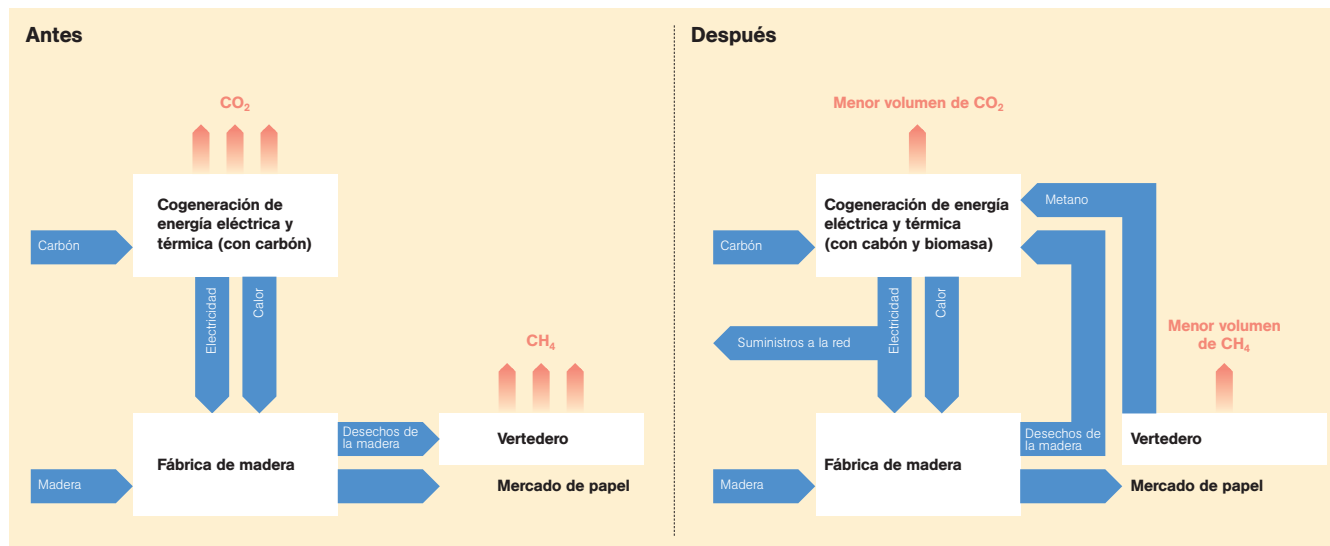 Antes
CO₂
Cogeneración de
energía eléctrica y
térmica (con carbón)
Carbón
Electricidad
Calor
CH₄
Desechos de
la madera
Vertedero
Fábrica de madera
Madera
Mercado de papel
Después
Menor volumen de CO₂
Cogeneración de energía
eléctrica y térmica
(con cabón y biomasa)
Metano
Carbón
Electricidad
Calor
Suministros a la red
Menor volumen
de CH₄
Desechos de
la madera
Vertedero
Fábrica de madera
Madera
Mercado de papel